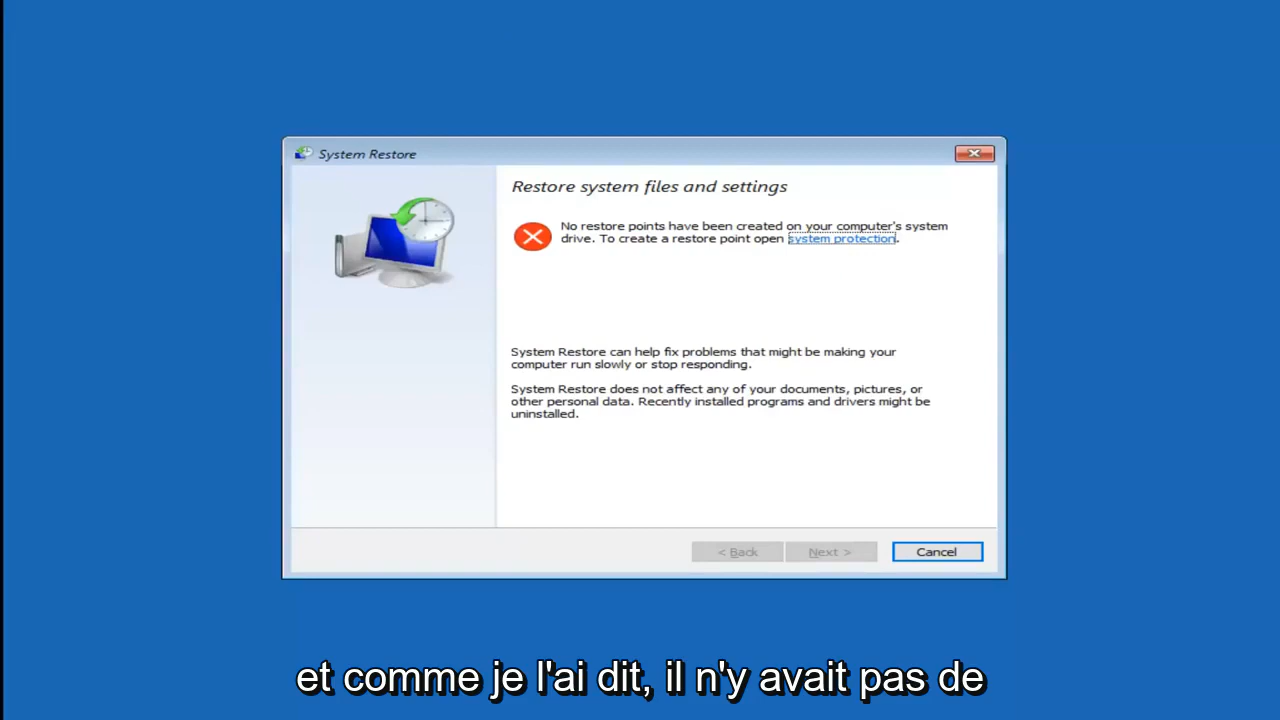 System Restore
Restore system files and settings
No restore points have been created on your computer's system
drive. To create a restore point open system protection.
System Restore can help fix problems that might be making your
computer run slowly or stop responding.
System Restore does not affect any of your documents, pictures, or
other personal data. Recently installed programs and drivers might be
uninstalled.
< Back Next > Cancel
et comme je l'ai dit, il n'y avait pas de